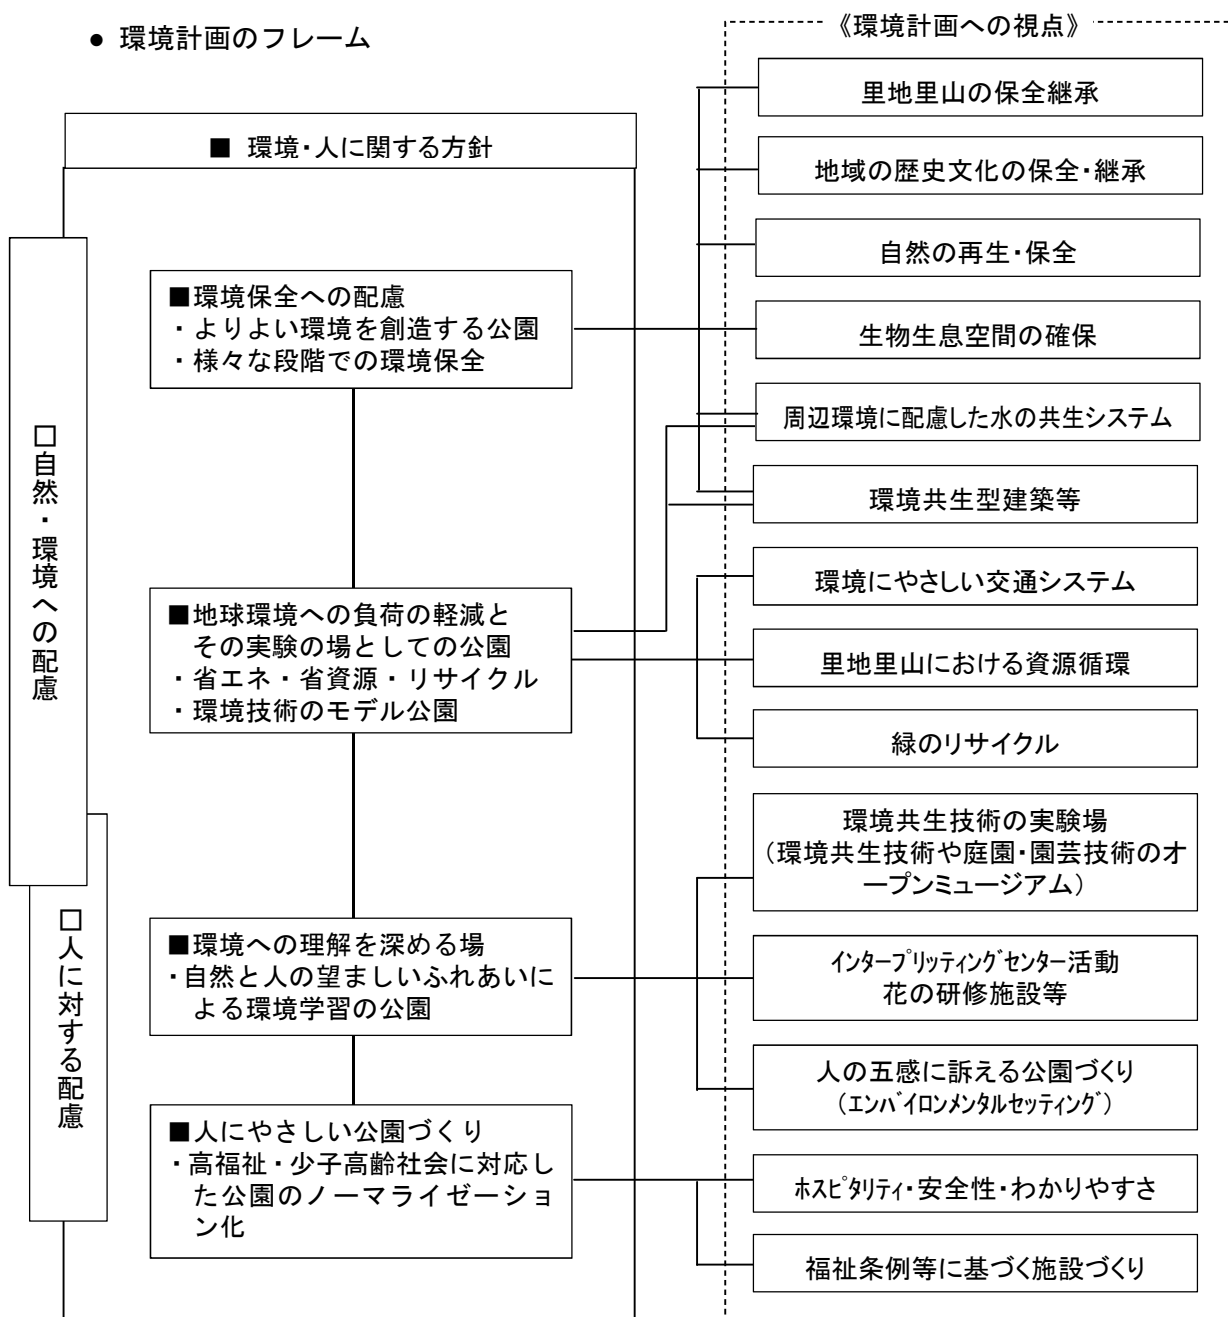 ● 環境計画のフレーム
《環境計画への視点》
■ 環境・人に関する方針
□自然・環境への配慮
□人に対する配慮
■環境保全への配慮
・よりよい環境を創造する公園
・様々な段階での環境保全
■地球環境への負荷の軽減と
その実験の場としての公園
・省エネ・省資源・リサイクル
・環境技術のモデル公園
■環境への理解を深める場
・自然と人の望ましいふれあいに
よる環境学習の公園
■人にやさしい公園づくり
・高福祉・少子高齢社会に対応し
た公園のノーマライゼーショ
ン化
里地里山の保全継承
地域の歴史文化の保全・継承
自然の再生・保全
生物生息空間の確保
周辺環境に配慮した水の共生システム
環境共生型建築等
環境にやさしい交通システム
里地里山における資源循環
緑のリサイクル
環境共生技術の実験場
（環境共生技術や庭園・園芸技術のオ
ープンミュージアム）
ｲﾝﾀｰﾌﾟﾘｯﾃｨﾝｸﾞｾﾝﾀｰ活動
花の研修施設等
人の五感に訴える公園づくり
（ｴﾝﾊﾞｲﾛﾝﾒﾝﾀﾙｾｯﾃｨﾝｸﾞ）
ﾎｽﾋﾟﾀﾘﾃｨ・安全性・わかりやすさ
福祉条例等に基づく施設づくり